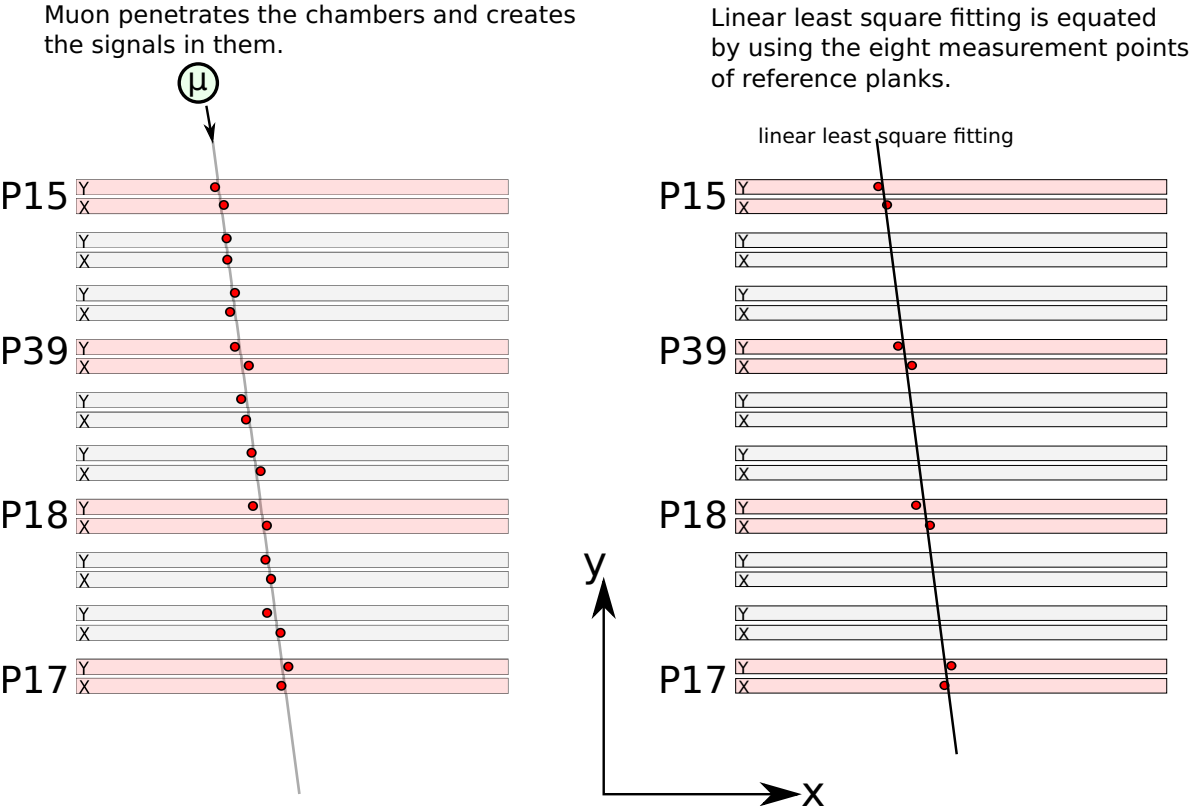 Muon penetrates the chambers and creates
the signals in them.
μ
P15
Y
X
Y
X
Y
X
P39
Y
X
Y
X
Y
X
P18
Y
X
Y
X
Y
X
P17
Y
X
Linear least square fitting is equated
by using the eight measurement points
of reference planks.
linear least square fitting
P15
Y
X
Y
X
Y
X
P39
Y
X
Y
X
Y
X
P18
Y
X
Y
X
Y
X
P17
Y
X
y
x